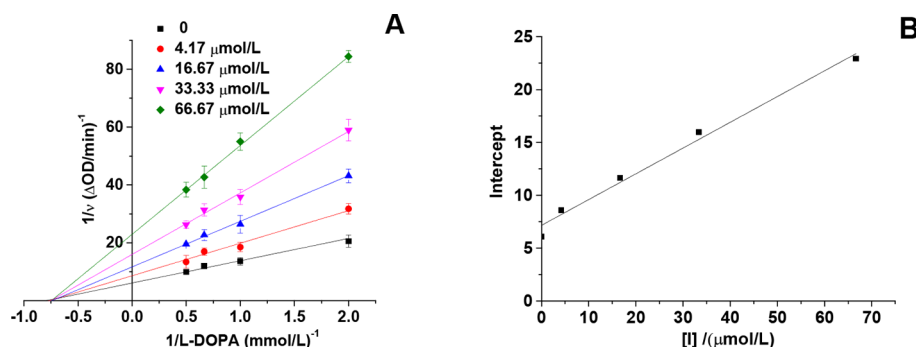 A
0
4.17 μmol/L
16.67 μmol/L
33.33 μmol/L
66.67 μmol/L
80
60
40
20
0
-1.0
-0.5
0.0
0.5
1.0
1.5
2.0
1/ν (ΔOD/min)⁻¹
1/L-DOPA (mmol/L)⁻¹
B
25
20
15
10
5
0
0
10
20
30
40
50
60
70
Intercept
[I] /(μmol/L)